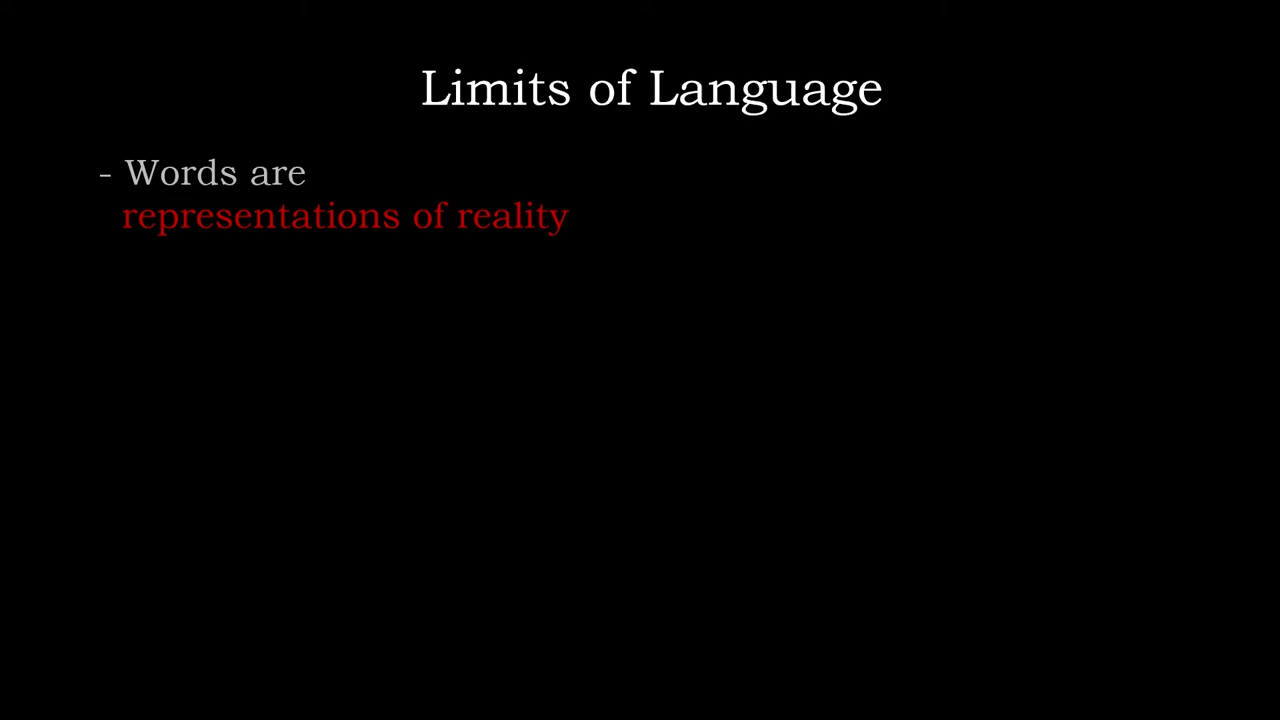 Limits of Language
- Words are
representations of reality